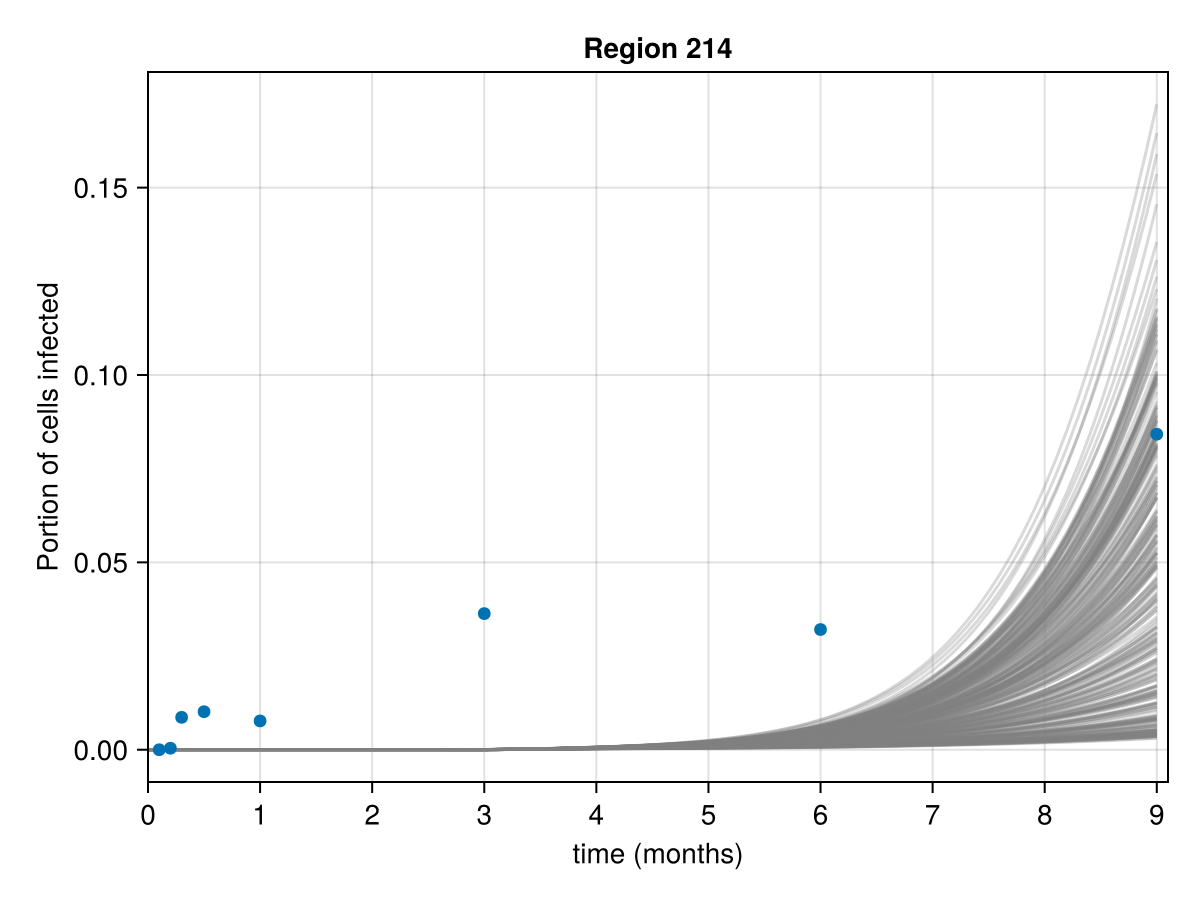 Region 214
Portion of cells infected
0.15
0.10
0.05
0.00
0 1 2 3 4 5 6 7 8 9
time (months)